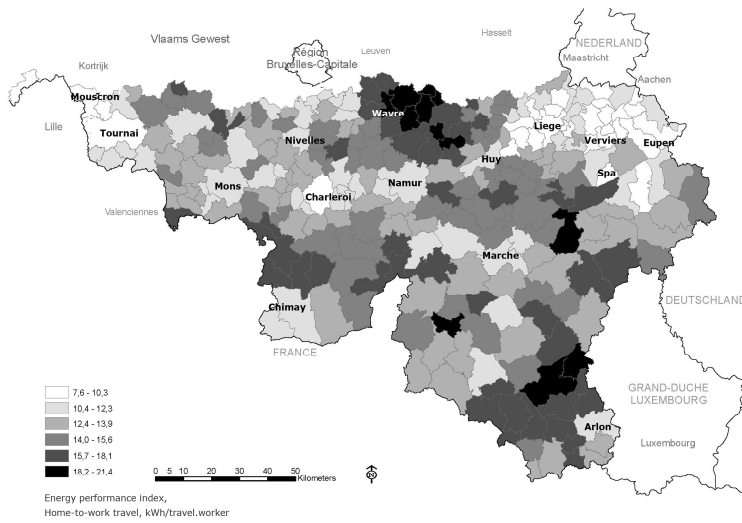 Vlaams Gewest
Région
Bruxelles-Capitale
Leuven
Hasselt
NEDERLAND
Maastricht
Kortrijk
Aachen
Mouscron
Wavre
Lille
Tournai
Nivelles
Liege
Verviers
Eupen
Huy
Spa
Mons
Namur
Charleroi
Valenciennes
Marche
Chimay
DEUTSCHLAND
FRANCE
GRAND-DUCHE
LUXEMBOURG
Arlon
Luxembourg
7,6 - 10,3
10,4 - 12,3
12,4 - 13,9
14,0 - 15,6
15,7 - 18,1
18,2 - 21,4
0 5 10 20 30 40 50
Kilometers
N
Energy performance index,
Home-to-work travel, kWh/travel.worker